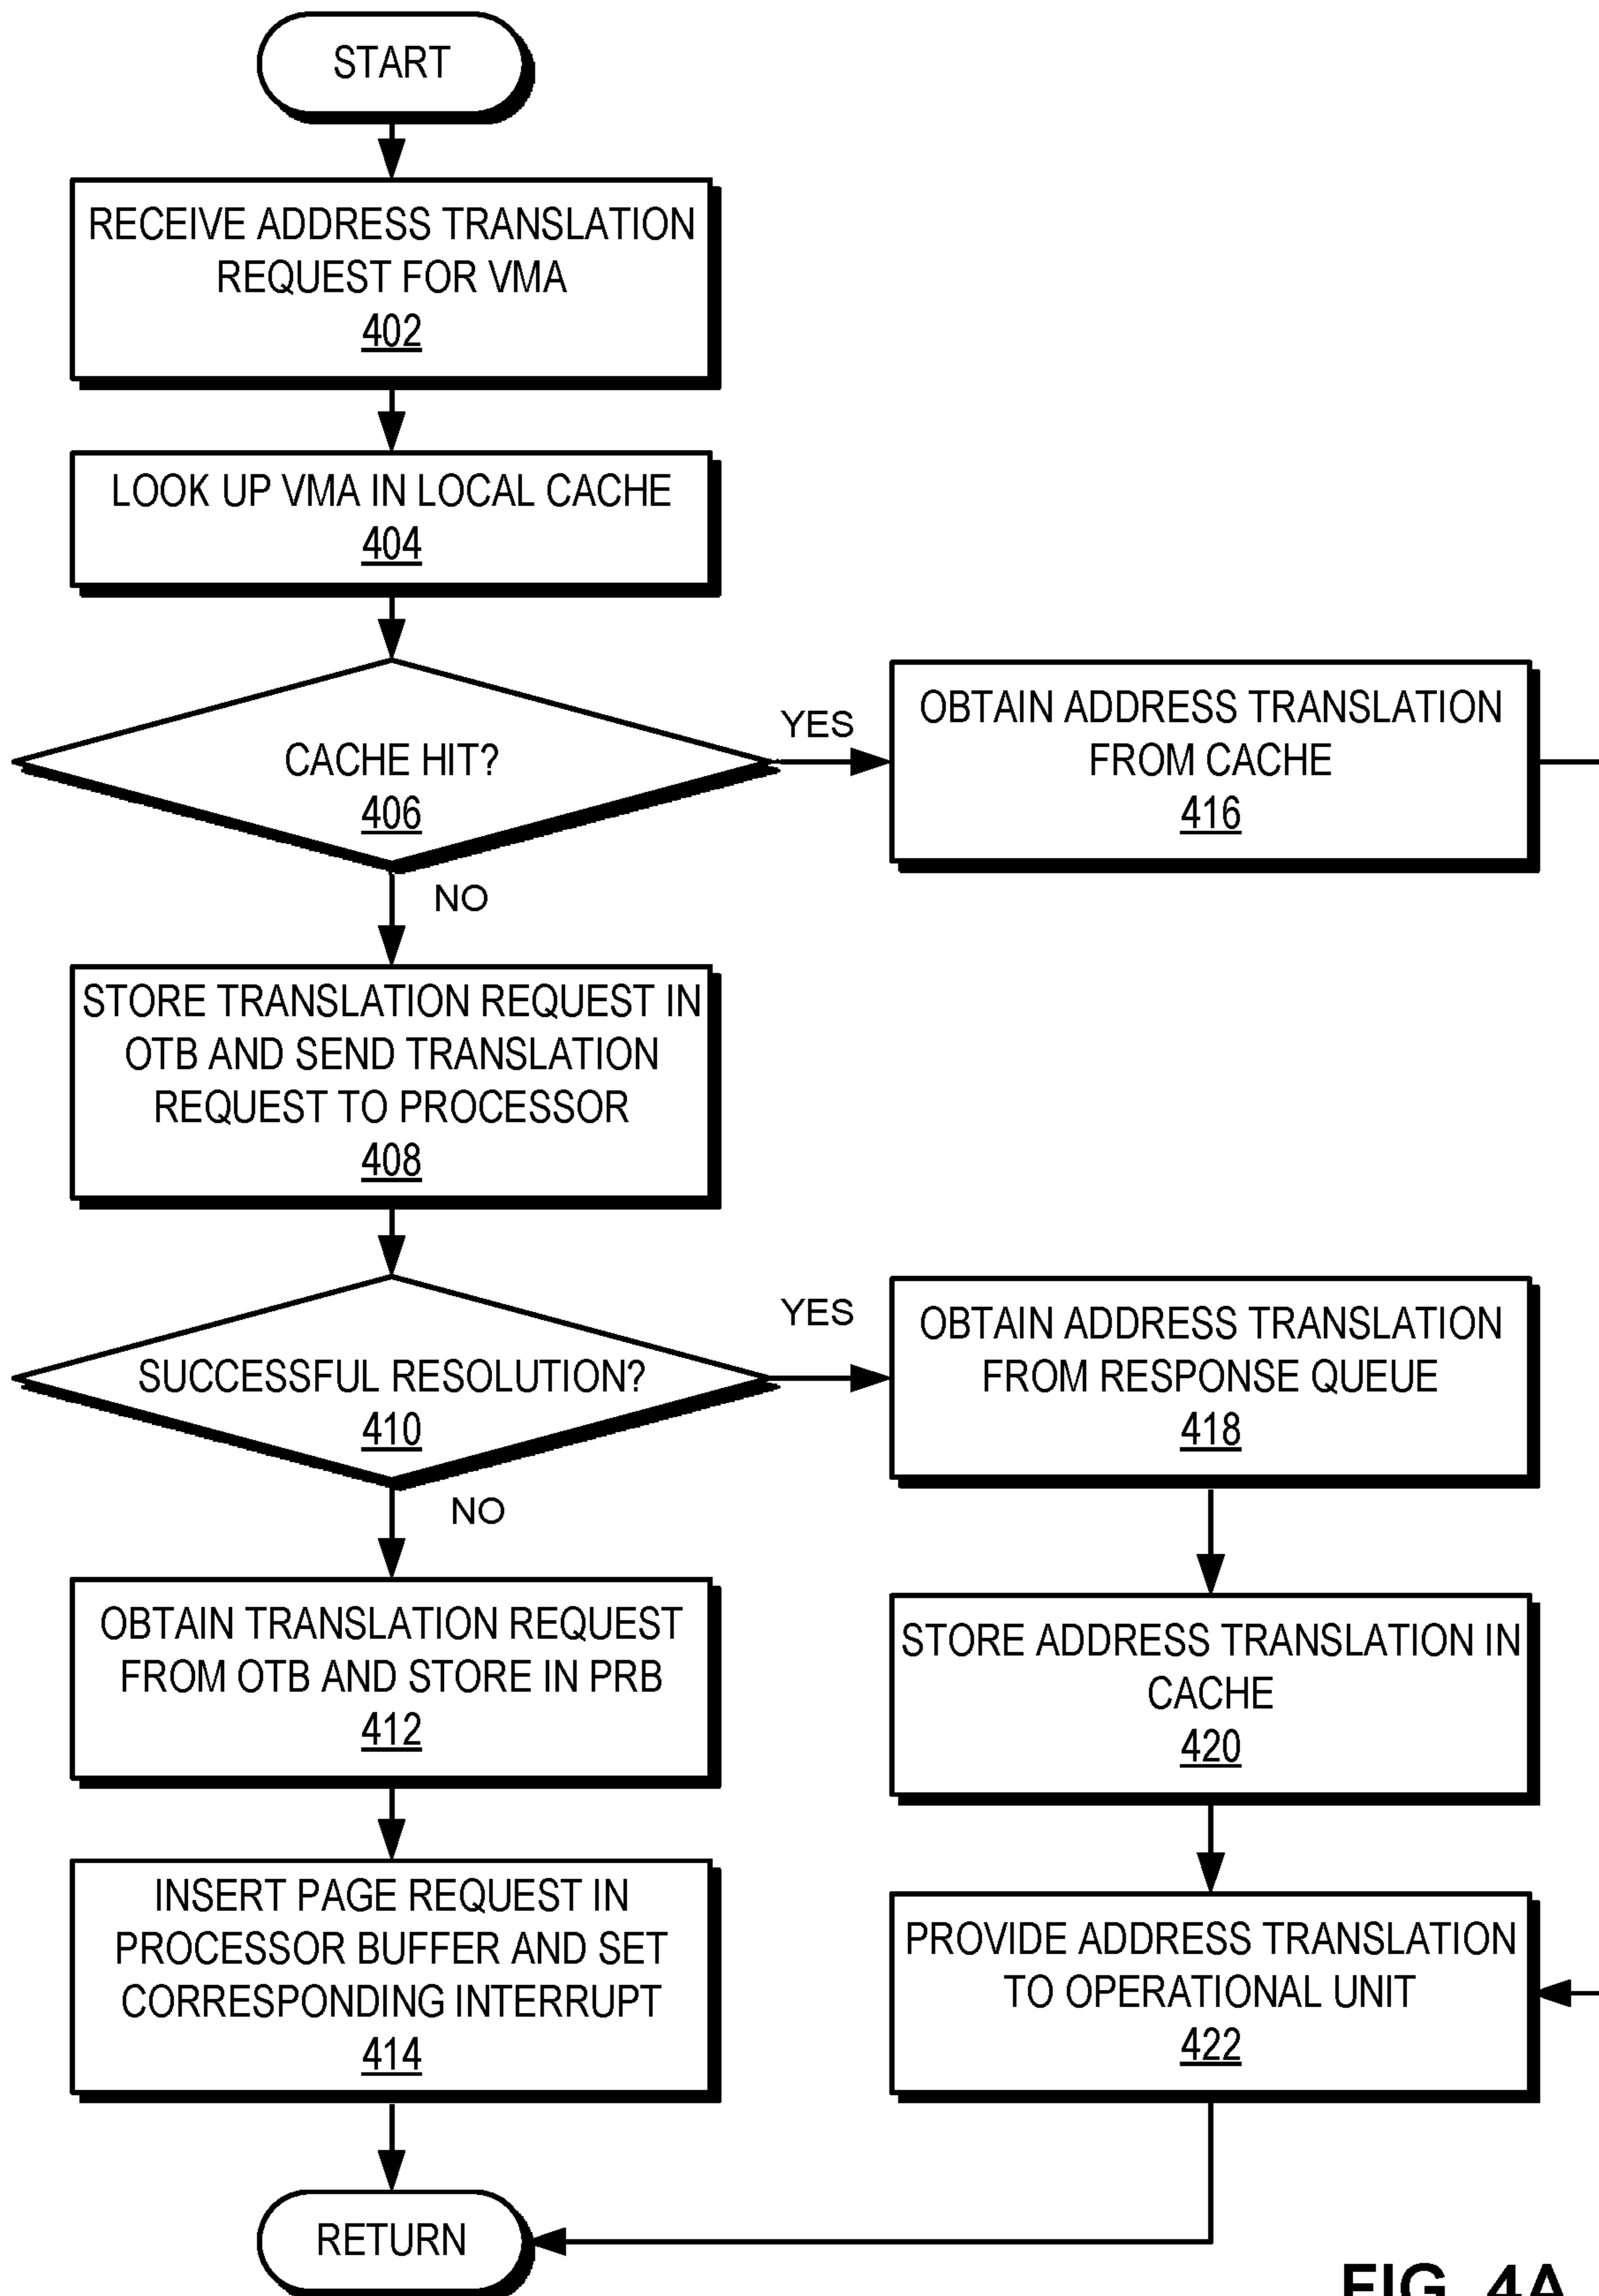 START
RECEIVE ADDRESS TRANSLATION
REQUEST FOR VMA
402
LOOK UP VMA IN LOCAL CACHE
404
CACHE HIT?
406
YES
OBTAIN ADDRESS TRANSLATION
FROM CACHE
416
NO
STORE TRANSLATION REQUEST IN
OTB AND SEND TRANSLATION
REQUEST TO PROCESSOR
408
SUCCESSFUL RESOLUTION?
410
YES
OBTAIN ADDRESS TRANSLATION
FROM RESPONSE QUEUE
418
NO
OBTAIN TRANSLATION REQUEST
FROM OTB AND STORE IN PRB
412
STORE ADDRESS TRANSLATION IN
CACHE
420
INSERT PAGE REQUEST IN
PROCESSOR BUFFER AND SET
CORRESPONDING INTERRUPT
414
PROVIDE ADDRESS TRANSLATION
TO OPERATIONAL UNIT
422
RETURN
FIG. 4A